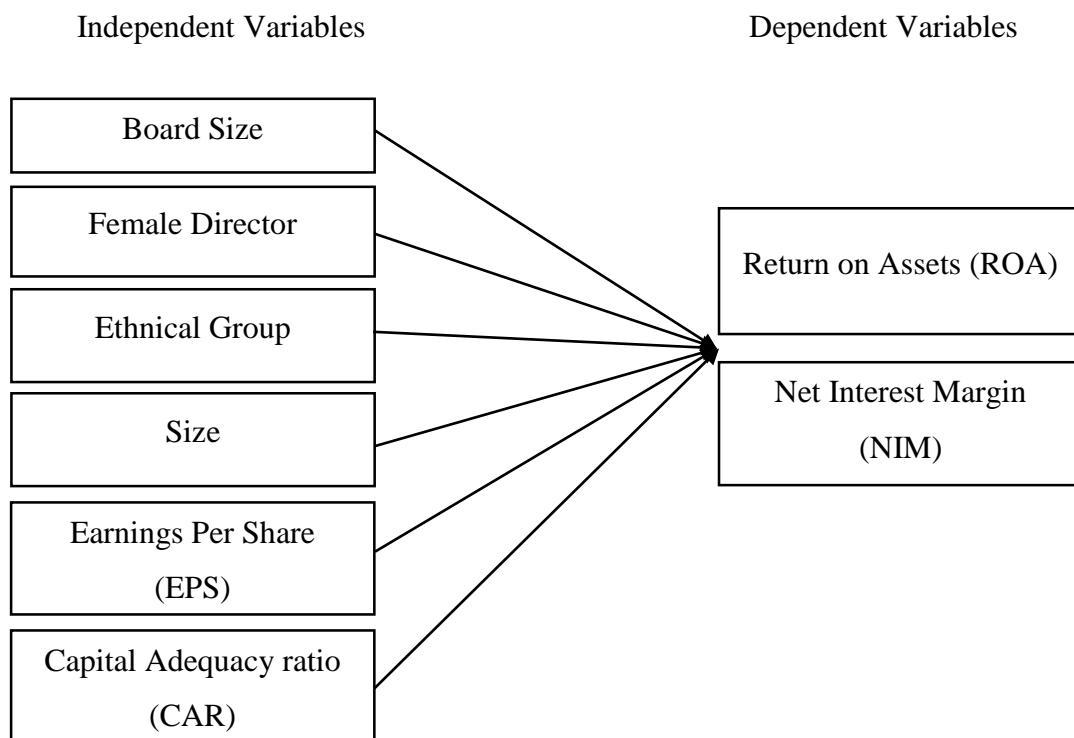 Independent Variables
Dependent Variables
Board Size
Female Director
Ethnical Group
Size
Earnings Per Share
(EPS)
Capital Adequacy ratio
(CAR)
Return on Assets (ROA)
Net Interest Margin
(NIM)